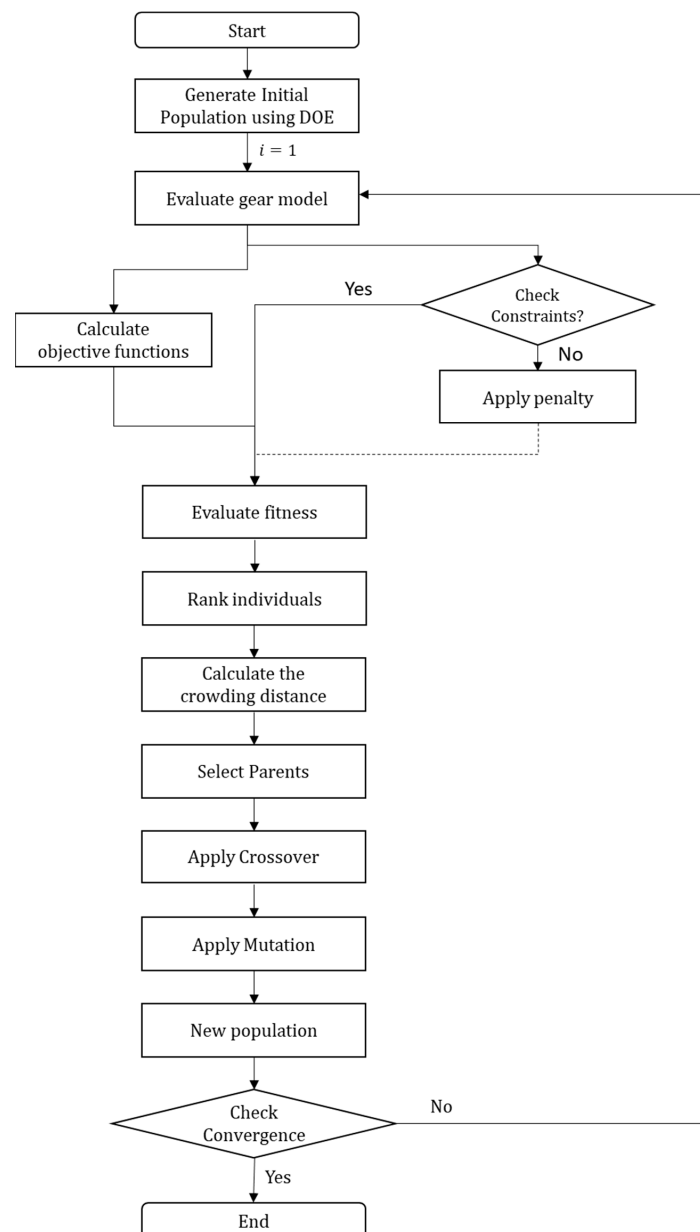 Start
Generate Initial
Population using DOE
i = 1
Evaluate gear model
Yes
Check
Constraints?
Calculate
objective functions
No
Apply penalty
Evaluate fitness
Rank individuals
Calculate the
crowding distance
Select Parents
Apply Crossover
Apply Mutation
New population
Check
Convergence
No
Yes
End